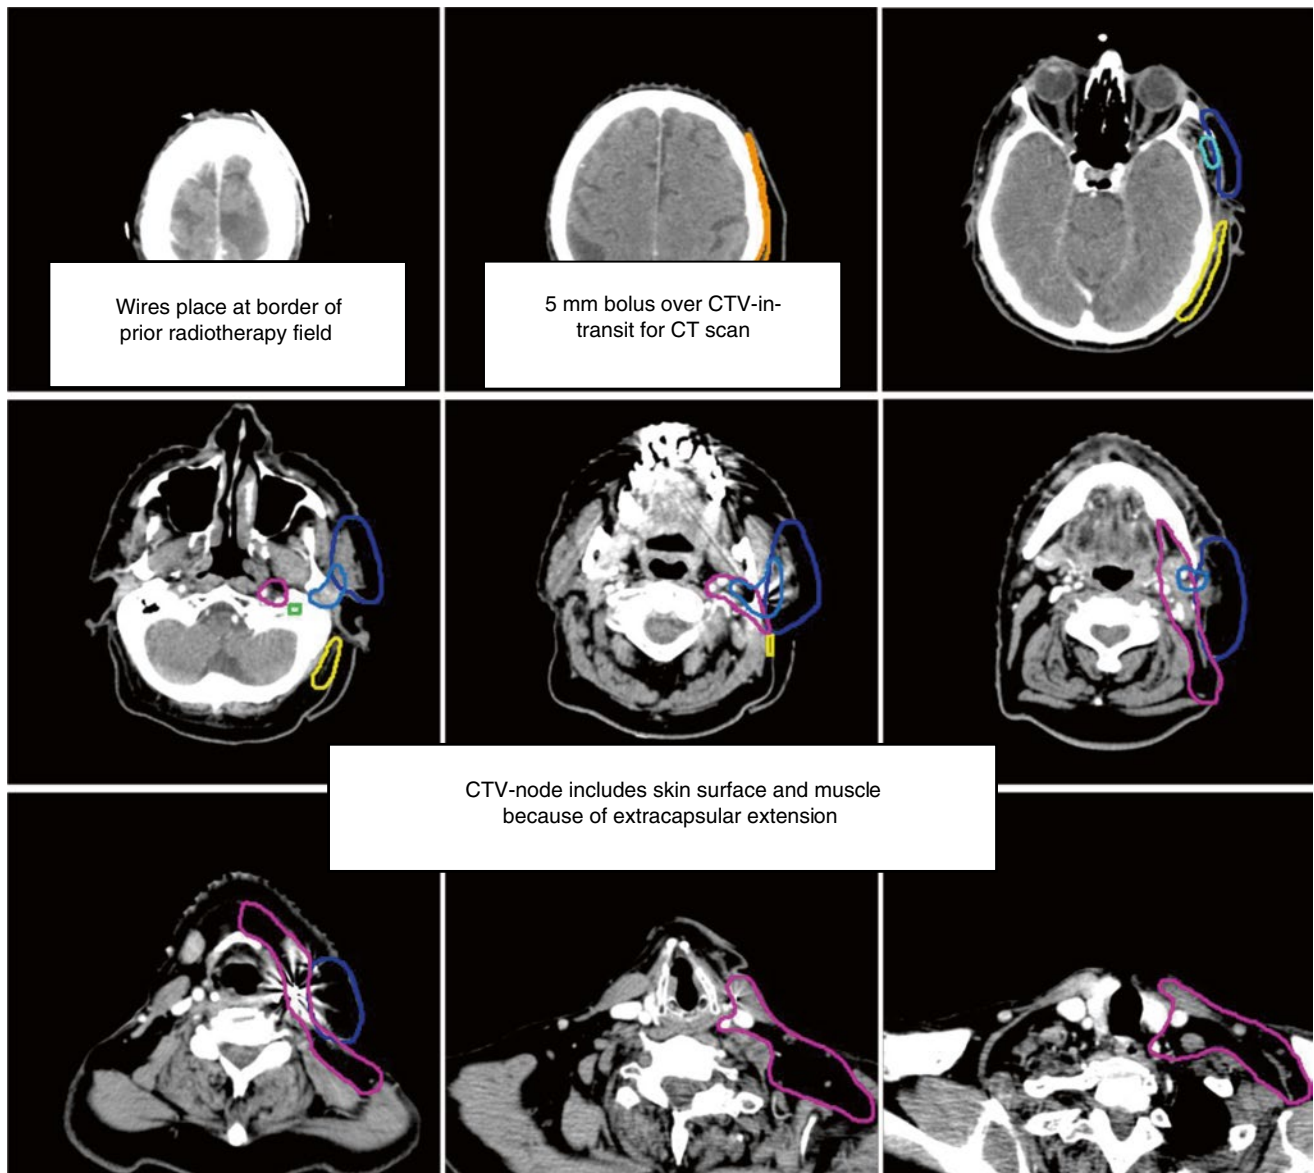 Wires place at border of
prior radiotherapy field
5 mm bolus over CTV-in-
transit for CT scan
CTV-node includes skin surface and muscle
because of extracapsular extension